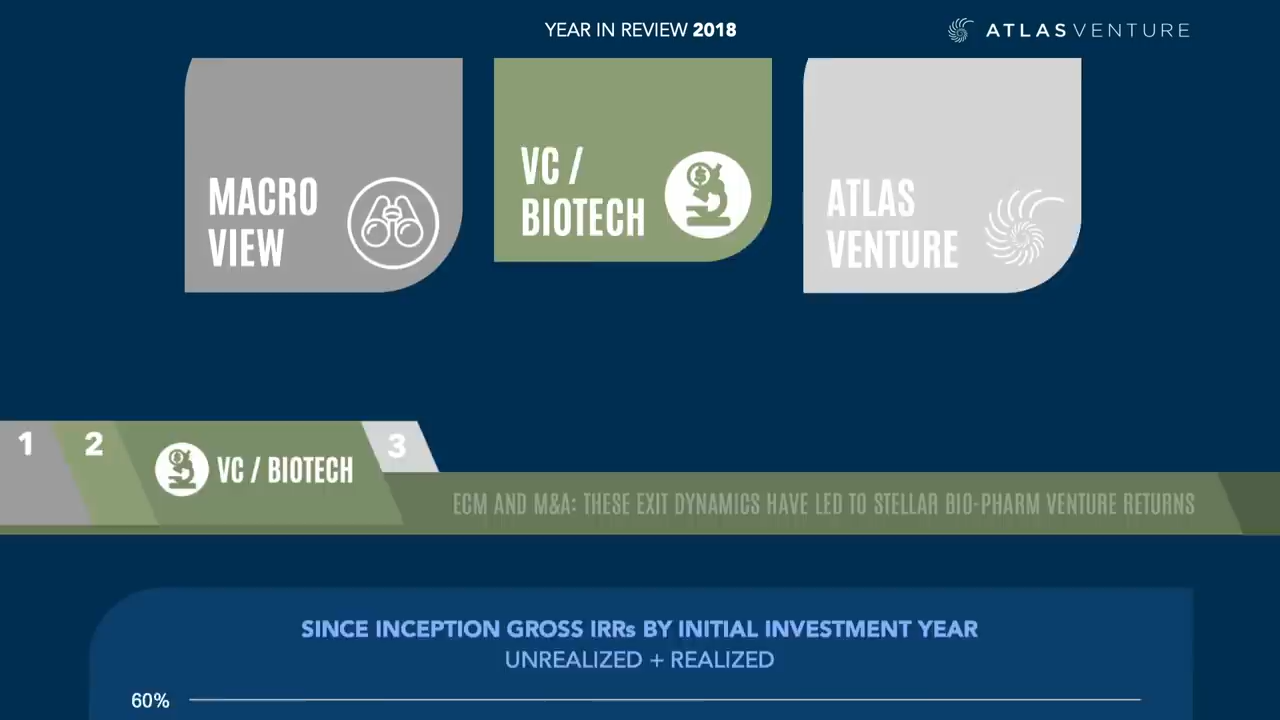 YEAR IN REVIEW 2018
ATLAS VENTURE
MACRO
VIEW
VC /
BIOTECH
ATLAS
VENTURE
1
2
VC / BIOTECH
3
ECM AND M&A: THESE EXIT DYNAMICS HAVE LED TO STELLAR BIO-PHARM VENTURE RETURNS
SINCE INCEPTION GROSS IRRs BY INITIAL INVESTMENT YEAR
UNREALIZED + REALIZED
60%